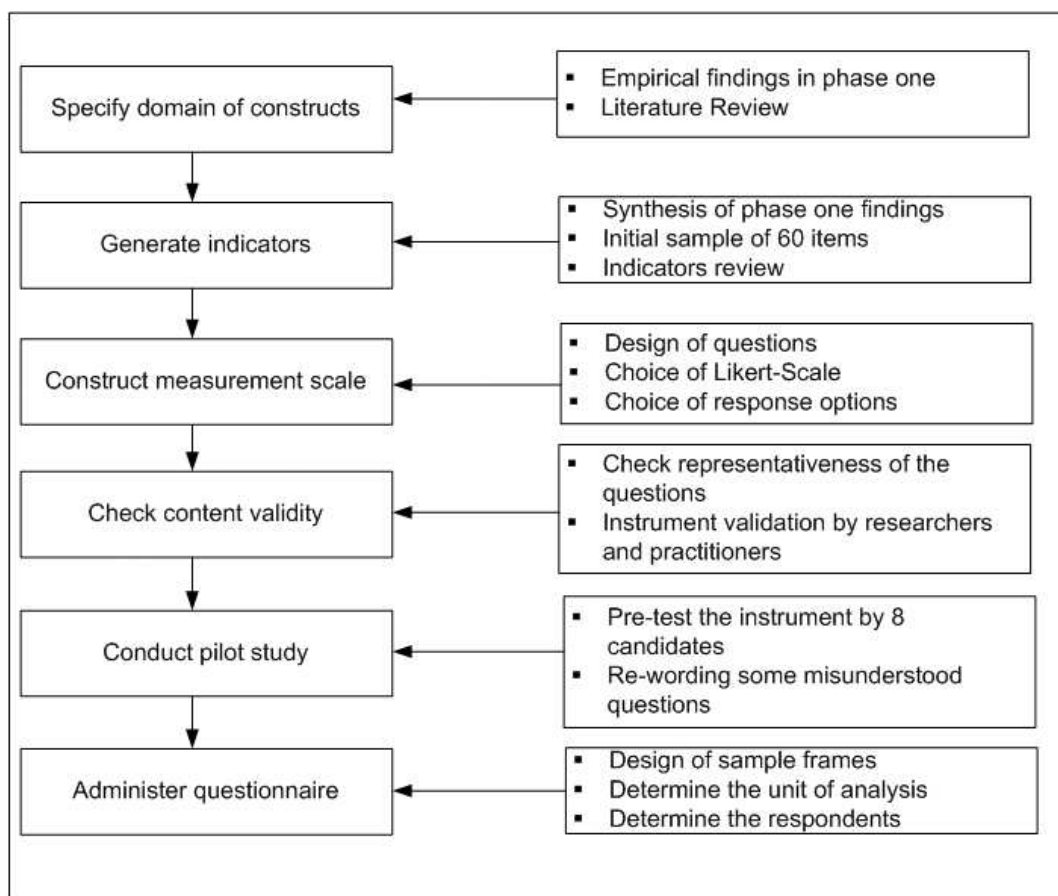 Specify domain of constructs
▪ Empirical findings in phase one
▪ Literature Review
Generate indicators
▪ Synthesis of phase one findings
▪ Initial sample of 60 items
▪ Indicators review
Construct measurement scale
▪ Design of questions
▪ Choice of Likert-Scale
▪ Choice of response options
Check content validity
▪ Check representativeness of the
questions
▪ Instrument validation by researchers
and practitioners
Conduct pilot study
▪ Pre-test the instrument by 8
candidates
▪ Re-wording some misunderstood
questions
Administer questionnaire
▪ Design of sample frames
▪ Determine the unit of analysis
▪ Determine the respondents